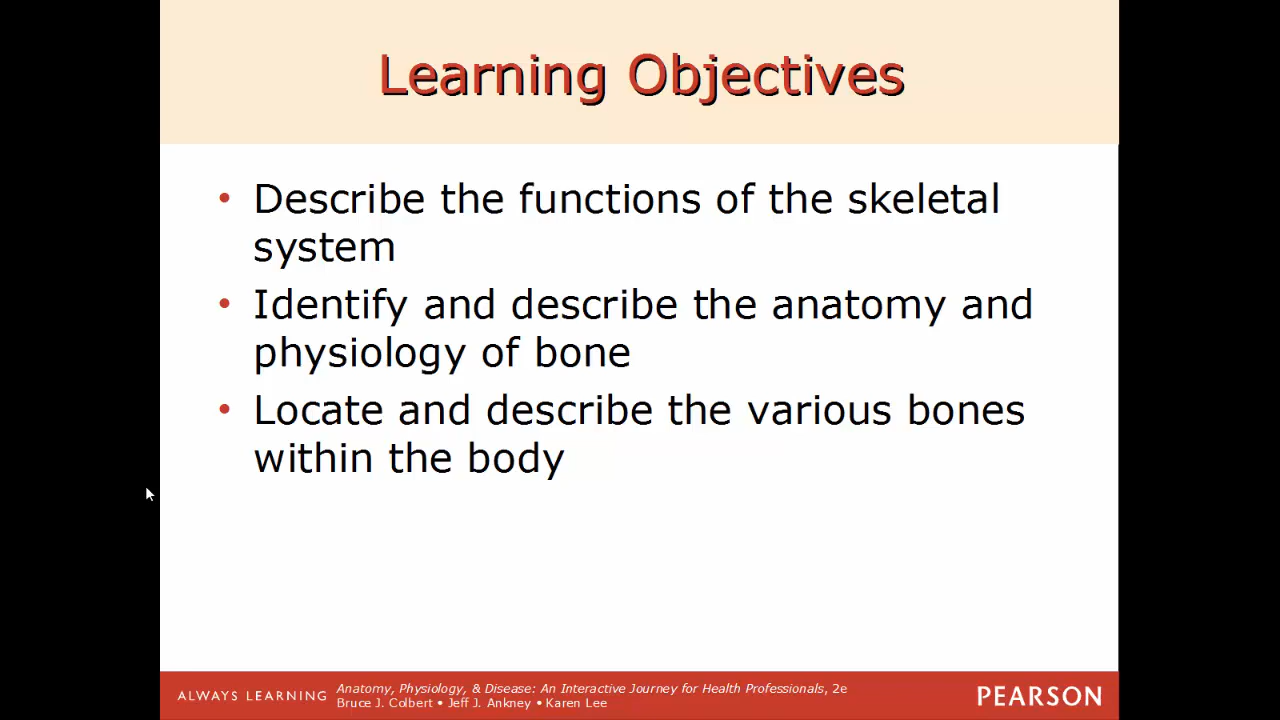 Learning Objectives
• Describe the functions of the skeletal
system
• Identify and describe the anatomy and
physiology of bone
• Locate and describe the various bones
within the body
ALWAYS LEARNING
Anatomy, Physiology, & Disease: An Interactive Journey for Health Professionals, 2e
Bruce J. Colbert • Jeff J. Ankney • Karen Lee
PEARSON